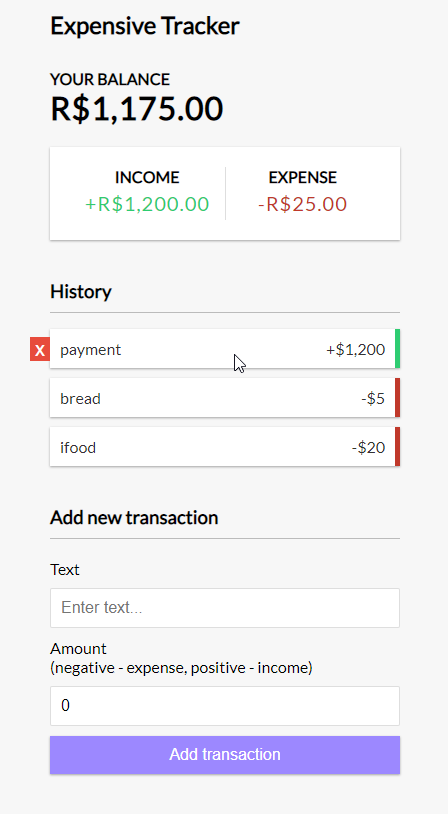 Expensive Tracker
YOUR BALANCE
R$1,175.00
INCOME EXPENSE
+R$1,200.00 -R$25.00
History
X payment +$1,200
bread -$5
ifood -$20
Add new transaction
Text
Enter text...
Amount
(negative - expense, positive - income)
0
Add transaction